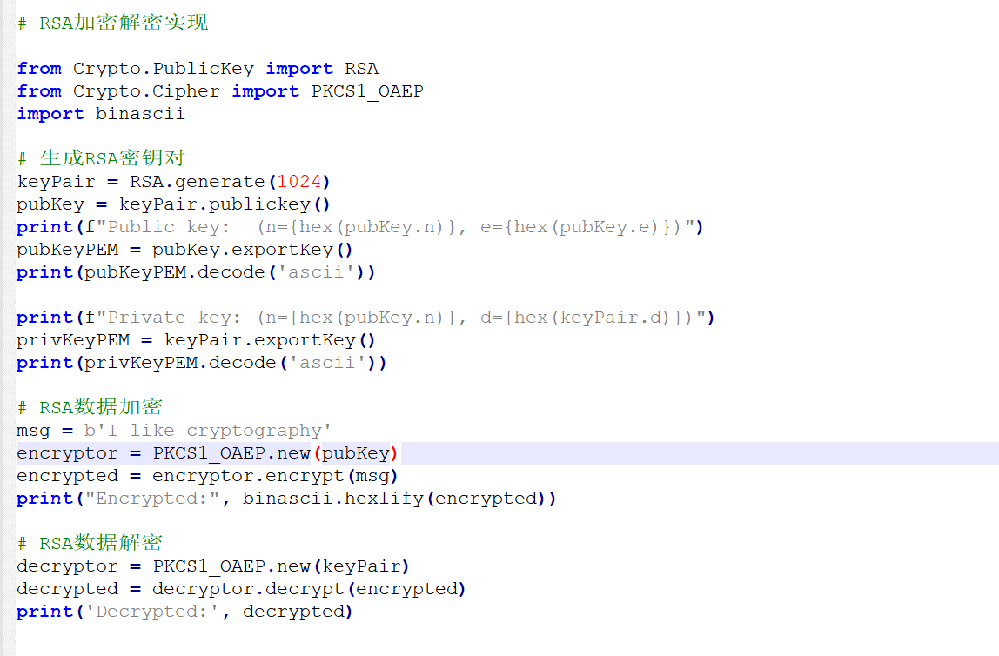 # RSA加密解密实现
from Crypto.PublicKey import RSA
from Crypto.Cipher import PKCS1_OAEP
import binascii
# 生成RSA密钥对
keyPair = RSA.generate(1024)
pubKey = keyPair.publickey()
print(f"Public key:  (n={hex(pubKey.n)}, e={hex(pubKey.e)})")
pubKeyPEM = pubKey.exportKey()
print(pubKeyPEM.decode('ascii'))
print(f"Private key: (n={hex(pubKey.n)}, d={hex(keyPair.d)})")
privKeyPEM = keyPair.exportKey()
print(privKeyPEM.decode('ascii'))
# RSA数据加密
msg = b'I like cryptography'
encryptor = PKCS1_OAEP.new(pubKey)
encrypted = encryptor.encrypt(msg)
print("Encrypted:", binascii.hexlify(encrypted))
# RSA数据解密
decryptor = PKCS1_OAEP.new(keyPair)
decrypted = decryptor.decrypt(encrypted)
print('Decrypted:', decrypted)